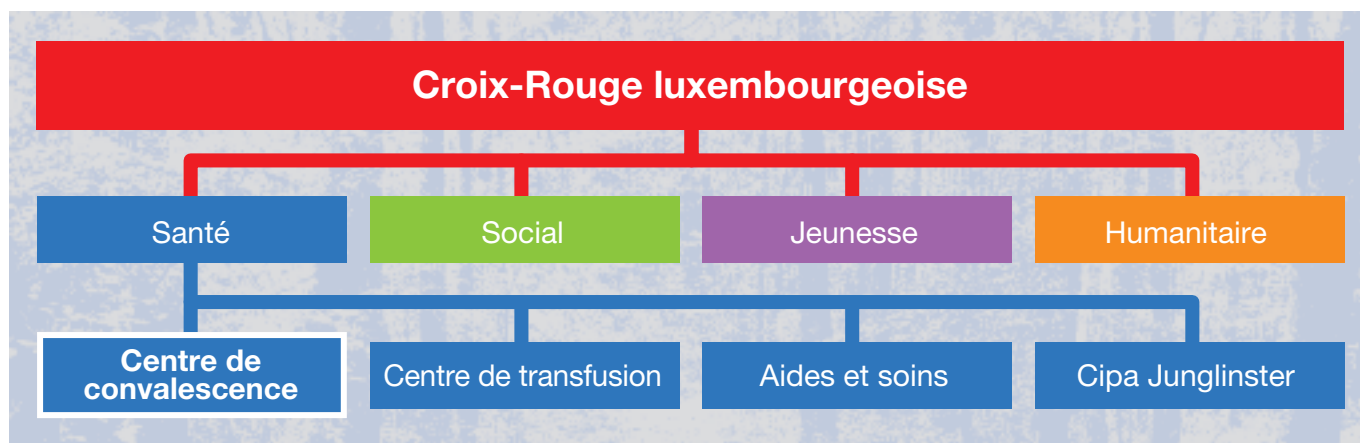 Croix-Rouge luxembourgeoise
Santé
Social
Jeunesse
Humanitaire
Centre de
convalescence
Centre de transfusion
Aides et soins
Cipa Junglinster